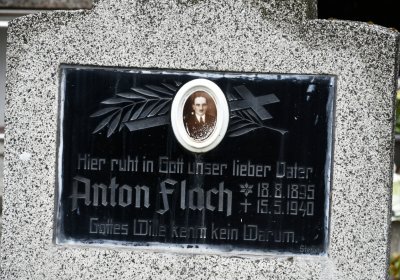 Hier ruht in Gott unser lieber Vater
Anton Flach ✶ 18.8.1895
✝ 15.5.1940
Gottes Wille kennt kein Warum.